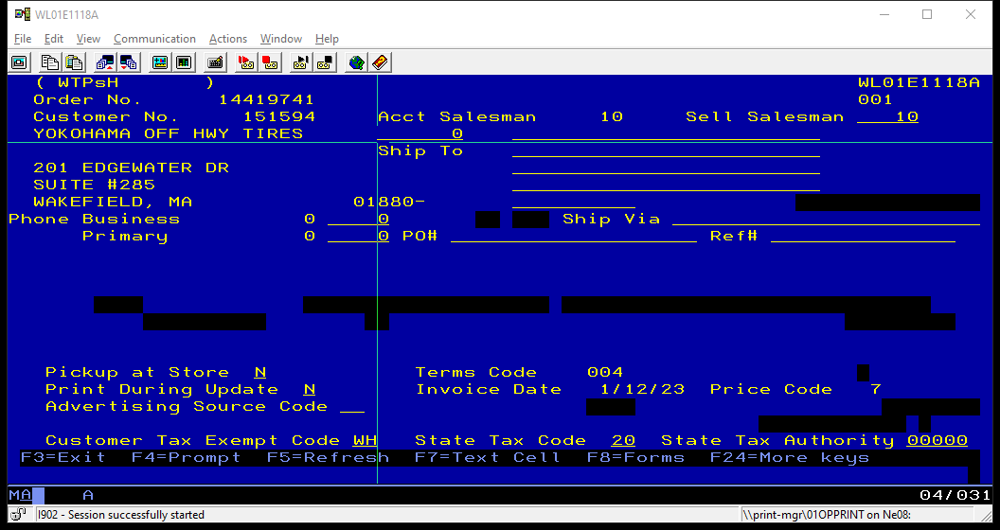 WL01E1118A
File Edit View Communication Actions Window Help
( WTPsH ) WL01E1118A
Order No. 14419741 001
Customer No. 151594 Acct Salesman 10 Sell Salesman 10
YOKOHAMA OFF HWY TIRES 0
Ship To
201 EDGEWATER DR
SUITE #285
WAKEFIELD, MA 01880-
Phone Business 0 0 Ship Via
Primary 0 0 PO# Ref#
Pickup at Store N Terms Code 004
Print During Update N Invoice Date 1/12/23 Price Code 7
Advertising Source Code
Customer Tax Exempt Code WH State Tax Code 20 State Tax Authority 00000
F3=Exit F4=Prompt F5=Refresh F7=Text Cell F8=Forms F24=More keys
MA A 04/031
I902 - Session successfully started \\print-mgr\01OPPRINT on Ne08: